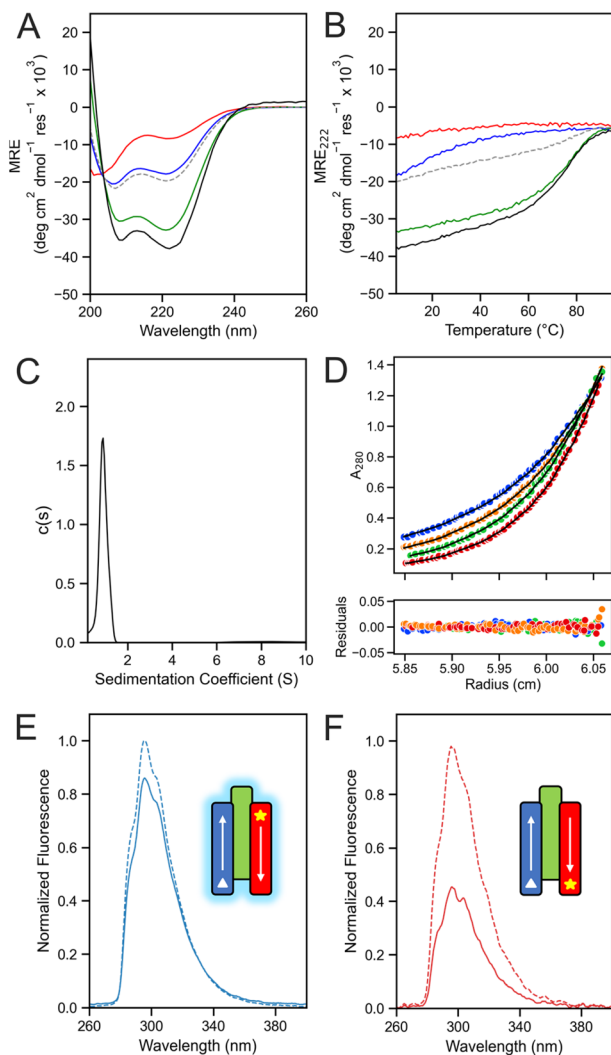 A
20
10
0
−10
−20
−30
−40
−50
MRE
(deg cm² dmol⁻¹ res⁻¹ x 10³)
200 220 240 260
Wavelength (nm)
B
20
10
0
−10
−20
−30
−40
−50
MRE₂₂₂
(deg cm² dmol⁻¹ res⁻¹ x 10³)
20 40 60 80
Temperature (°C)
C
2.0
1.5
1.0
0.5
0.0
c(s)
2 4 6 8 10
Sedimentation Coefficient (S)
D
1.4
1.2
1.0
0.8
0.6
0.4
0.2
A₂₈₀
0.05
0.00
−0.05
Residuals
5.85 5.90 5.95 6.00 6.05
Radius (cm)
E
1.0
0.8
0.6
0.4
0.2
0.0
Normalized Fluorescence
260 300 340 380
Wavelength (nm)
F
1.0
0.8
0.6
0.4
0.2
0.0
Normalized Fluorescence
260 300 340 380
Wavelength (nm)